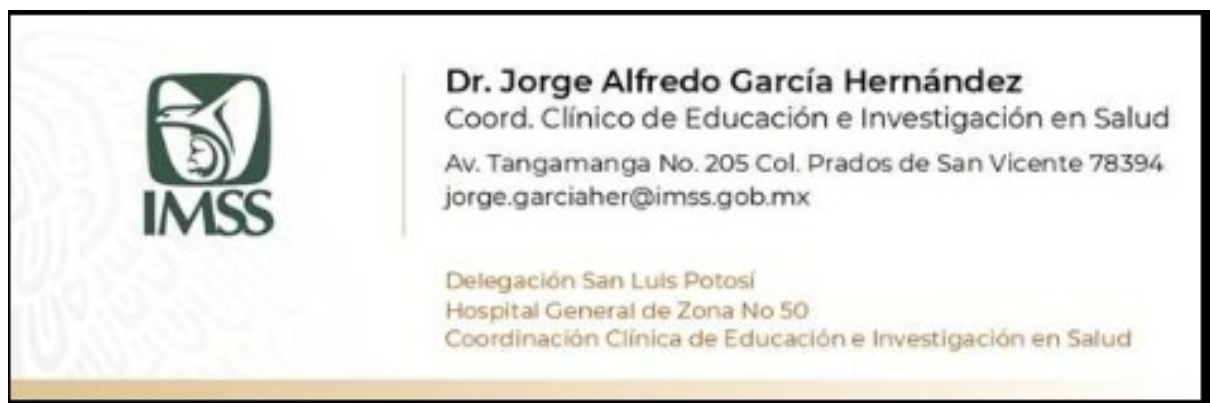 IMSS
Dr. Jorge Alfredo García Hernández
Coord. Clínico de Educación e Investigación en Salud
Av. Tangamanga No. 205 Col. Prados de San Vicente 78394
jorge.garciaher@imss.gob.mx
Delegación San Luis Potosí
Hospital General de Zona No 50
Coordinación Clínica de Educación e Investigación en Salud